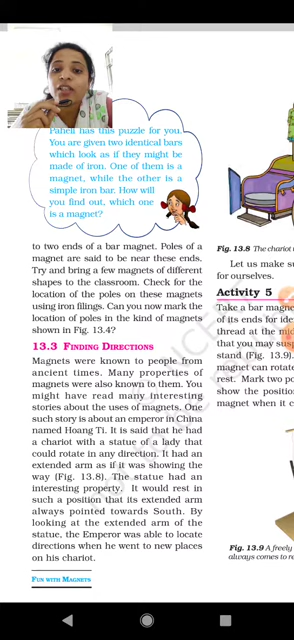 Paheli has this puzzle for you.
You are given two identical bars
which look as if they might be
made of iron. One of them is a
magnet, while the other is a
simple iron bar. How will
you find out, which one
is a magnet?
to two ends of a bar magnet. Poles of a
magnet are said to be near these ends.
Try and bring a few magnets of different
shapes to the classroom. Check for the
location of the poles on these magnets
using iron filings. Can you now mark the
location of poles in the kind of magnets
shown in Fig. 13.4?
13.3 FINDING DIRECTIONS
Magnets were known to people from
ancient times. Many properties of
magnets were also known to them. You
might have read many interesting
stories about the uses of magnets. One
such story is about an emperor in China
named Hoang Ti. It is said that he had
a chariot with a statue of a lady that
could rotate in any direction. It had an
extended arm as if it was showing the
way (Fig. 13.8). The statue had an
interesting property. It would rest in
such a position that its extended arm
always pointed towards South. By
looking at the extended arm of the
statue, the Emperor was able to locate
directions when he went to new places
on his chariot.
FUN WITH MAGNETS
Fig. 13.8 The chariot
Let us make su
for ourselves.
Activity 5
Take a bar magne
of its ends for ide
thread at the mid
that you may susp
stand (Fig. 13.9).
magnet can rotate
rest. Mark two po
show the position
magnet when it c
Fig. 13.9 A freely
always comes to re